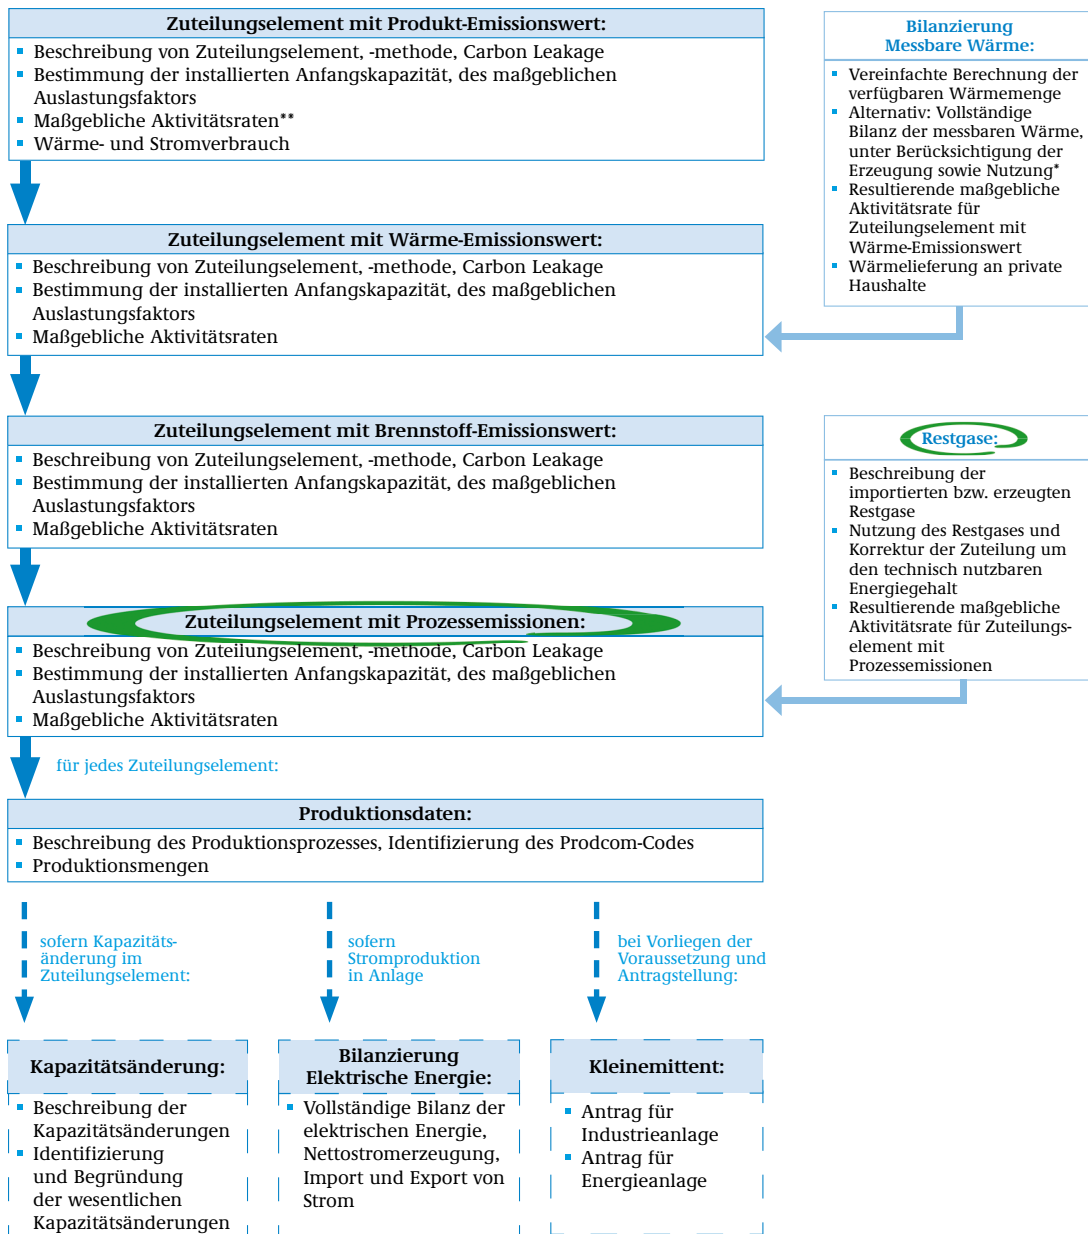 Zuteilungselement mit Produkt-Emissionswert:
Beschreibung von Zuteilungselement, -methode, Carbon Leakage
Bestimmung der installierten Anfangskapazität, des maßgeblichen
Auslastungsfaktors
Maßgebliche Aktivitätsraten**
Wärme- und Stromverbrauch
Bilanzierung
Messbare Wärme:
Vereinfachte Berechnung der
verfügbaren Wärmemenge
Alternativ: Vollständige
Bilanz der messbaren Wärme,
unter Berücksichtigung der
Erzeugung sowie Nutzung*
Resultierende maßgebliche
Aktivitätsrate für
Zuteilungselement mit
Wärme-Emissionswert
Wärmelieferung an private
Haushalte
Zuteilungselement mit Wärme-Emissionswert:
Beschreibung von Zuteilungselement, -methode, Carbon Leakage
Bestimmung der installierten Anfangskapazität, des maßgeblichen
Auslastungsfaktors
Maßgebliche Aktivitätsraten
Zuteilungselement mit Brennstoff-Emissionswert:
Beschreibung von Zuteilungselement, -methode, Carbon Leakage
Bestimmung der installierten Anfangskapazität, des maßgeblichen
Auslastungsfaktors
Maßgebliche Aktivitätsraten
Restgase:
Beschreibung der
importierten bzw. erzeugten
Restgase
Nutzung des Restgases und
Korrektur der Zuteilung um
den technisch nutzbaren
Energiegehalt
Resultierende maßgebliche
Aktivitätsrate für Zuteilungs-
element mit
Prozessemissionen
Zuteilungselement mit Prozessemissionen:
Beschreibung von Zuteilungselement, -methode, Carbon Leakage
Bestimmung der installierten Anfangskapazität, des maßgeblichen
Auslastungsfaktors
Maßgebliche Aktivitätsraten
für jedes Zuteilungselement:
Produktionsdaten:
Beschreibung des Produktionsprozesses, Identifizierung des Prodcom-Codes
Produktionsmengen
sofern Kapazitäts-
änderung im
Zuteilungselement:
sofern
Stromproduktion
in Anlage
bei Vorliegen der
Voraussetzung und
Antragstellung:
Kapazitätsänderung:
Beschreibung der
Kapazitätsänderungen
Identifizierung
und Begründung
der wesentlichen
Kapazitätsänderungen
Bilanzierung
Elektrische Energie:
Vollständige Bilanz der
elektrischen Energie,
Nettostromerzeugung,
Import und Export von
Strom
Kleinemittent:
Antrag für
Industrieanlage
Antrag für
Energieanlage